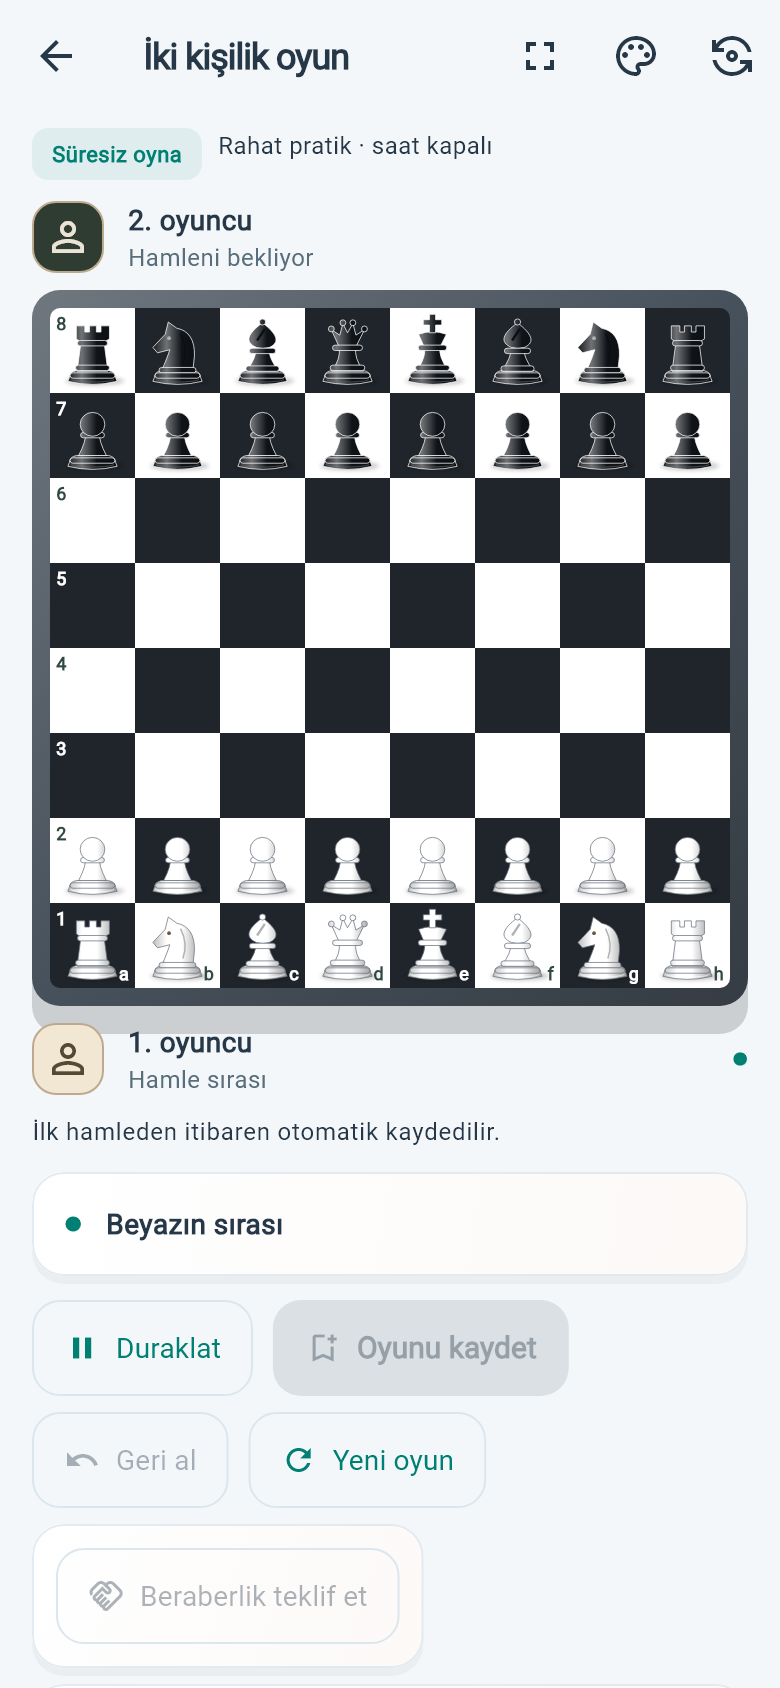 İki kişilik oyun
Süresiz oyna
Rahat pratik · saat kapalı
2. oyuncu
Hamleni bekliyor
8
7
6
5
4
3
2
1
a b c d e f g h
1. oyuncu
Hamle sırası
İlk hamleden itibaren otomatik kaydedilir.
Beyazın sırası
Duraklat
Oyunu kaydet
Geri al
Yeni oyun
Beraberlik teklif et